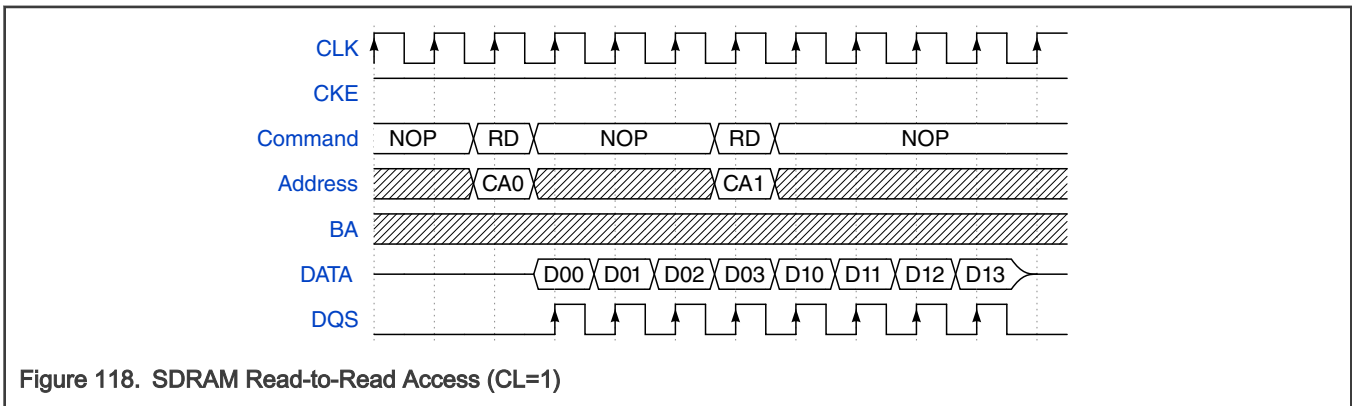 CLK
CKE
Command NOP RD NOP RD NOP
Address CA0 CA1
BA
DATA D00 D01 D02 D03 D10 D11 D12 D13
DQS
Figure 118. SDRAM Read-to-Read Access (CL=1)